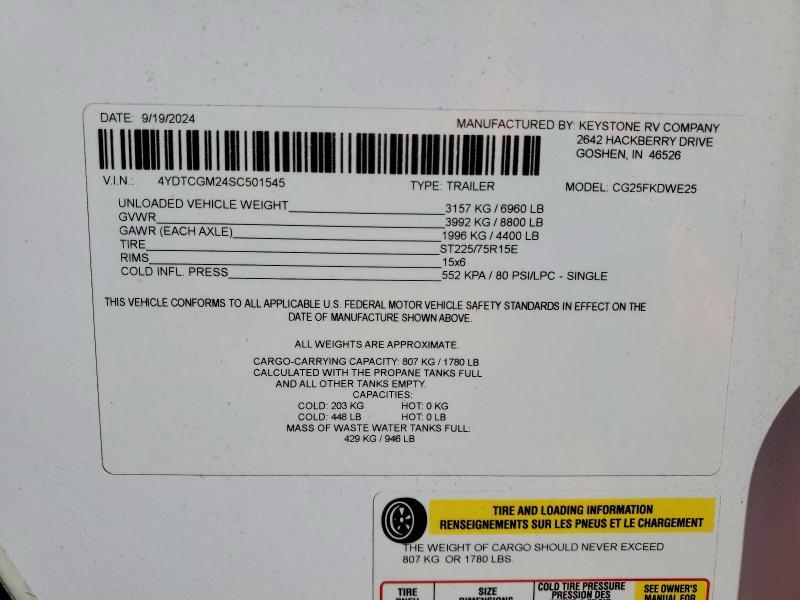 DATE: 9/19/2024
MANUFACTURED BY: KEYSTONE RV COMPANY
2642 HACKBERRY DRIVE
GOSHEN, IN 46526
V.I.N.: 4YDTCGM24SC501545 TYPE: TRAILER MODEL: CG25FKDWE25
UNLOADED VEHICLE WEIGHT 3157 KG / 6960 LB
GVWR 3992 KG / 8800 LB
GAWR (EACH AXLE) 1996 KG / 4400 LB
TIRE ST225/75R15E
RIMS 15x6
COLD INFL. PRESS 552 KPA / 80 PSI/LPC - SINGLE
THIS VEHICLE CONFORMS TO ALL APPLICABLE U.S. FEDERAL MOTOR VEHICLE SAFETY STANDARDS IN EFFECT ON THE
DATE OF MANUFACTURE SHOWN ABOVE.
ALL WEIGHTS ARE APPROXIMATE.
CARGO-CARRYING CAPACITY: 807 KG / 1780 LB
CALCULATED WITH THE PROPANE TANKS FULL
AND ALL OTHER TANKS EMPTY.
CAPACITIES:
COLD: 203 KG HOT: 0 KG
COLD: 448 LB HOT: 0 LB
MASS OF WASTE WATER TANKS FULL:
429 KG / 946 LB
TIRE AND LOADING INFORMATION
RENSEIGNEMENTS SUR LES PNEUS ET LE CHARGEMENT
THE WEIGHT OF CARGO SHOULD NEVER EXCEED
807 KG OR 1780 LBS.
TIRE SIZE COLD TIRE PRESSURE SEE OWNER'S
PRESSION DES MANUAL FOR